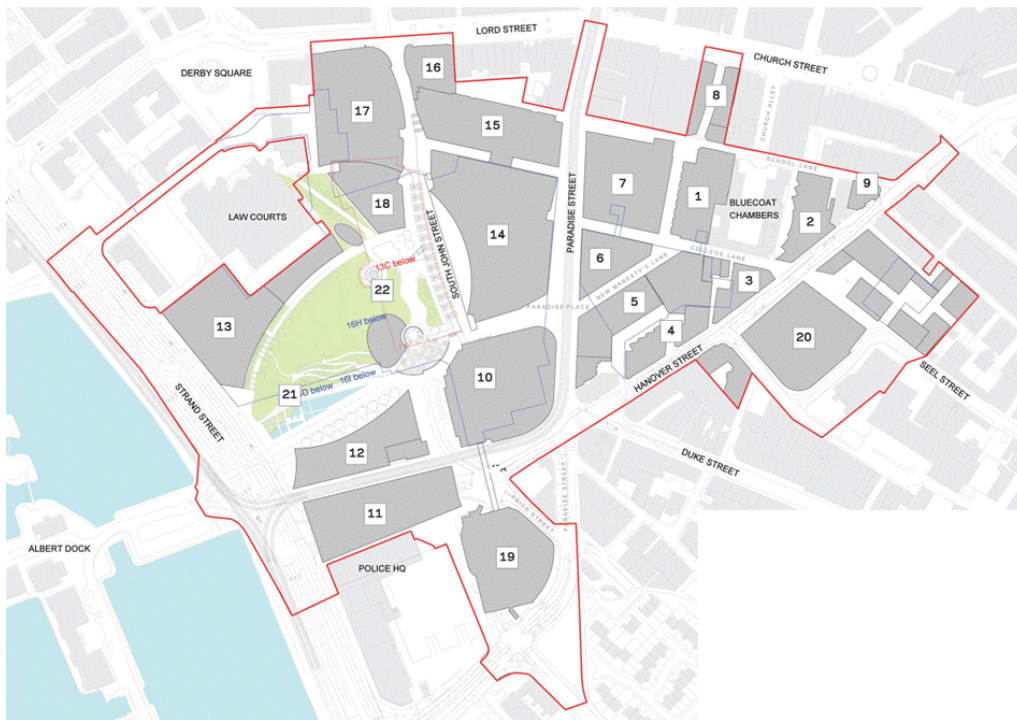 LORD STREET
CHURCH STREET
DERBY SQUARE
16
17
8
15
CHURCH ALLEY
SCHOOL LANE
7
1
9
BLUECOAT
CHAMBERS
2
18
LAW COURTS
PARADISE STREET
14
SOUTH JOHN STREET
COLLEGE LANE
6
13C below
NEW MANESTY'S LANE
3
22
5
PARADISE PLACE
16H below
13
4
20
10
HANOVER STREET
SEEL STREET
21
D below
16I below
STRAND STREET
12
DUKE STREET
11
PRICE STREET
PARADISE STREET
ALBERT DOCK
19
POLICE HQ